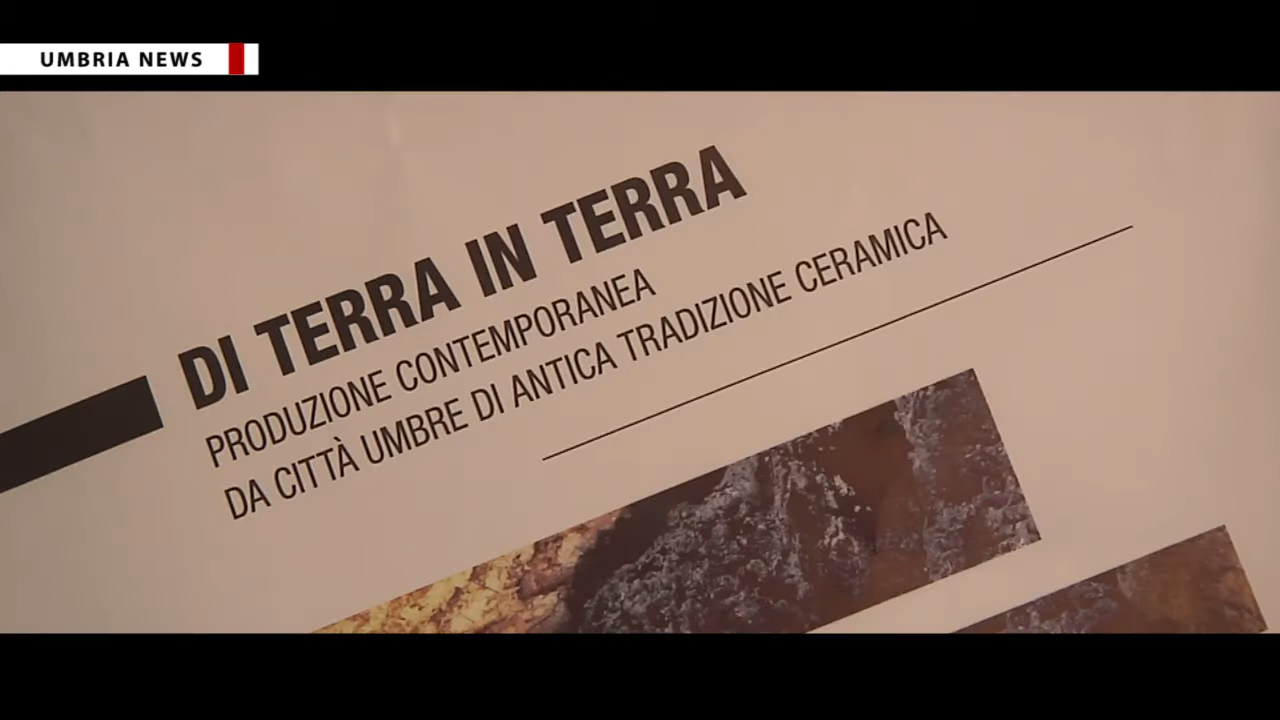 UMBRIA NEWS
DI TERRA IN TERRA
PRODUZIONE CONTEMPORANEA
DA CITTÀ UMBRE DI ANTICA TRADIZIONE CERAMICA